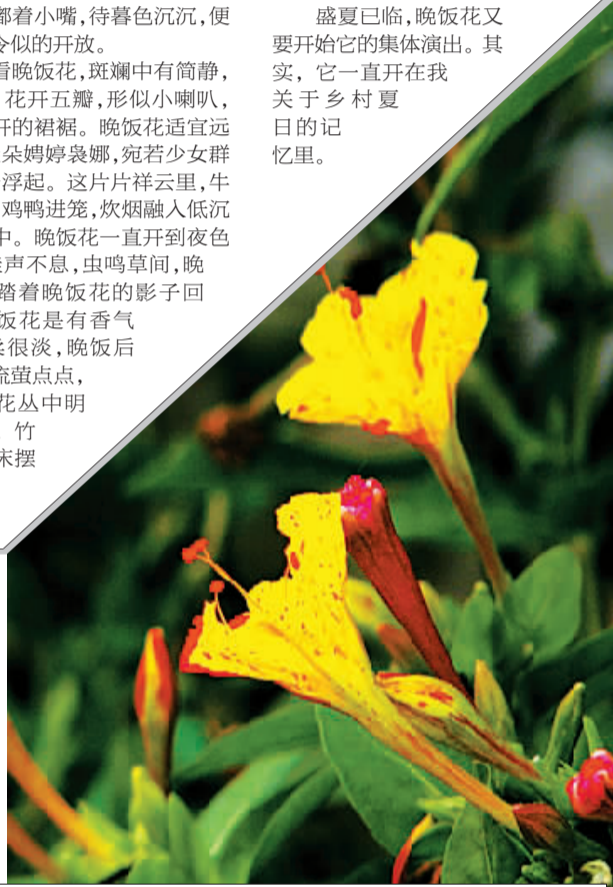 都着小嘴,待暮色沉沉,便
令似的开放。
看晚饭花,斑斓中有简静,
花开五瓣,形似小喇叭,
开的裙裾。晚饭花适宜远
朵娉婷袅娜,宛若少女群
浮起。这片片祥云里,牛
鸡鸭进笼,炊烟融入低沉
中。晚饭花一直开到夜色
声不息,虫鸣草间,晚
踏着晚饭花的影子回
饭花是有香气
很淡,晚饭后
流萤点点,
花丛中明
竹
床摆
盛夏已临,晚饭花又
要开始它的集体演出。其
实,它一直开在我
关于乡村夏
日的记
忆里。